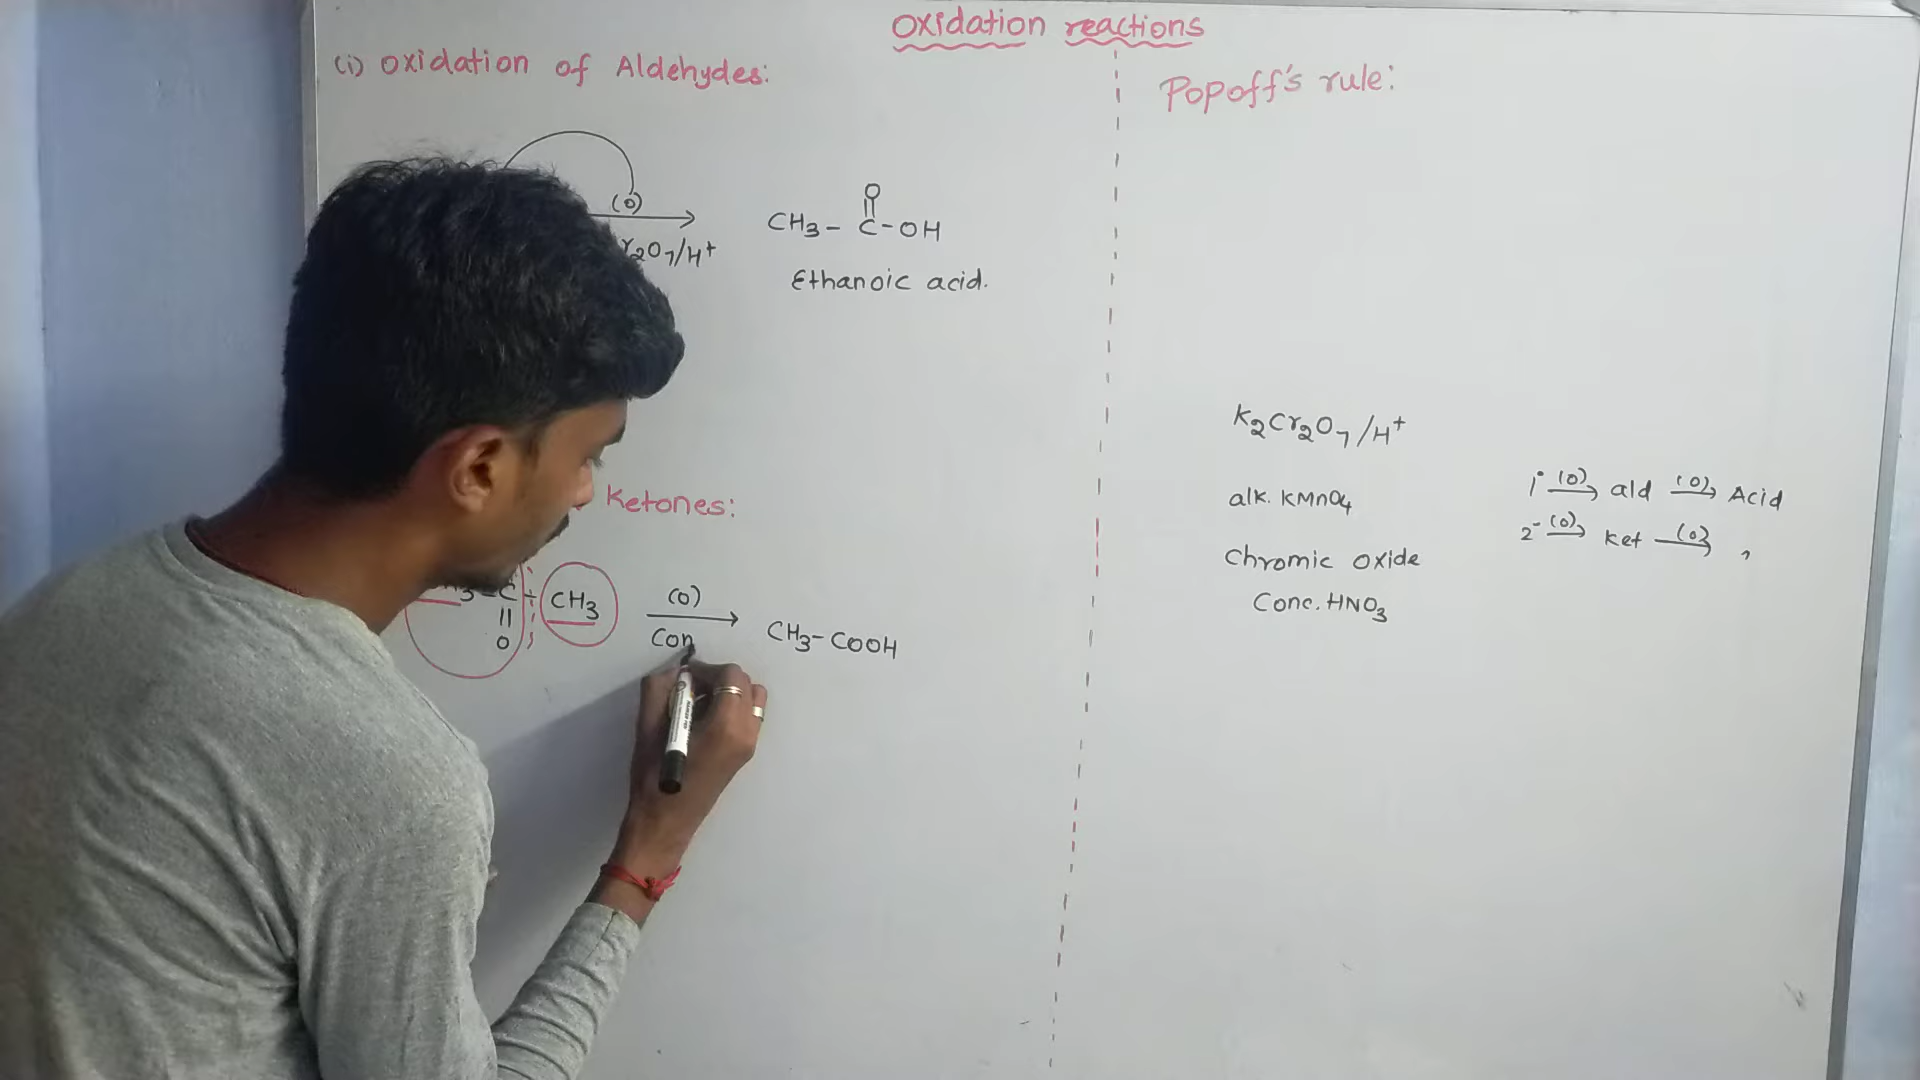 Oxidation reactions
(i) Oxidation of Aldehydes:
(O)
r2O7/H+
O
CH3 - C - OH
Ethanoic acid.
Ketones:
C CH3
O
(O)
Con
CH3-COOH
Popoff's rule:
K2Cr2O7/H+
alk. KMnO4
Chromic oxide
Conc. HNO3
(O) ald (O) Acid
2- (O) ket (O)